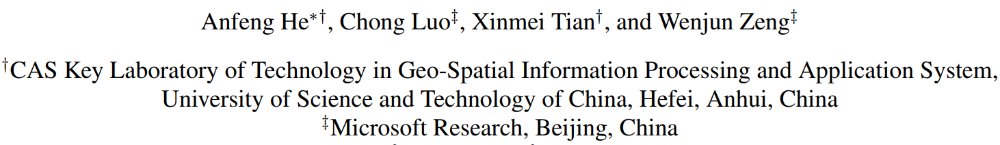 Anfeng He*†, Chong Luo‡, Xinmei Tian†, and Wenjun Zeng‡
†CAS Key Laboratory of Technology in Geo-Spatial Information Processing and Application System,
University of Science and Technology of China, Hefei, Anhui, China
‡Microsoft Research, Beijing, China